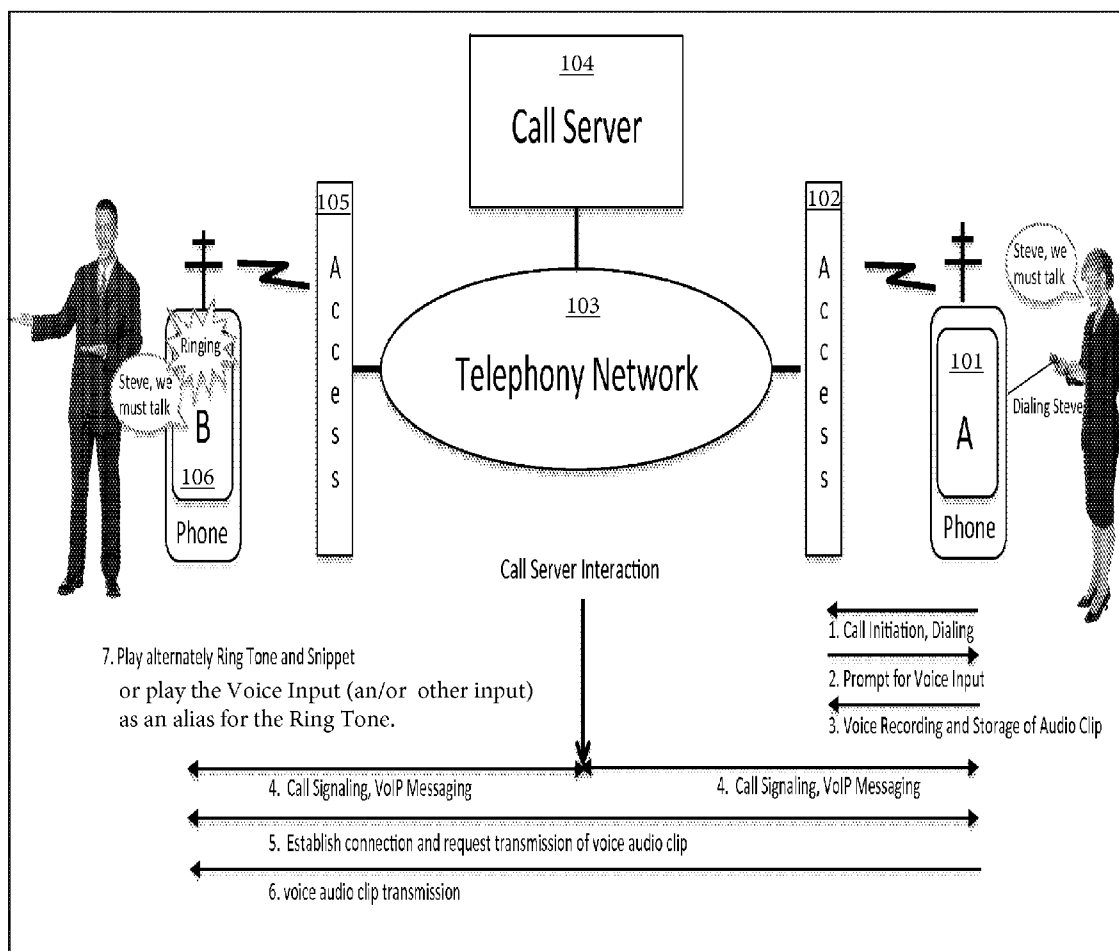 104
Call Server
105
Access
102
Access
Steve, we
must talk
103
Telephony Network
Ringing
Steve, we
must talk
B
106
Phone
101
A
Dialing Steve
Phone
Call Server Interaction
1. Call Initiation, Dialing
2. Prompt for Voice Input
3. Voice Recording and Storage of Audio Clip
7. Play alternately Ring Tone and Snippet
or play the Voice Input (an/or other input)
as an alias for the Ring Tone.
4. Call Signaling, VoIP Messaging
4. Call Signaling, VoIP Messaging
5. Establish connection and request transmission of voice audio clip
6. voice audio clip transmission